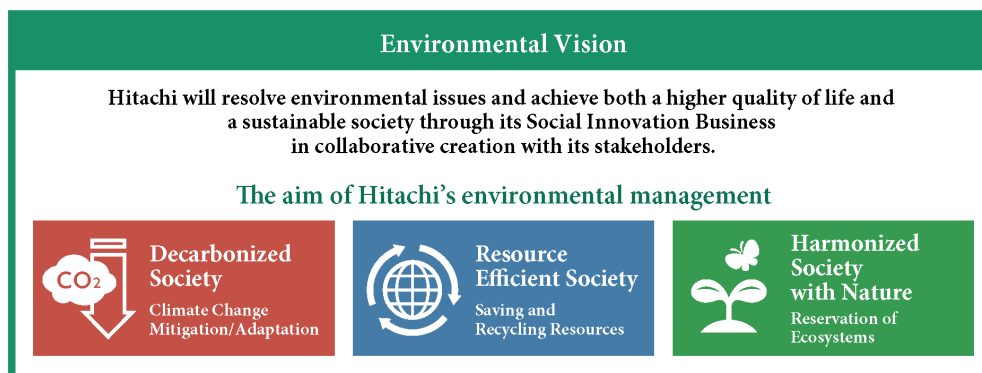 Environmental Vision
Hitachi will resolve environmental issues and achieve both a higher quality of life and
a sustainable society through its Social Innovation Business
in collaborative creation with its stakeholders.
The aim of Hitachi's environmental management
CO2
Decarbonized
Society
Climate Change
Mitigation/Adaptation
Resource
Efficient Society
Saving and
Recycling Resources
Harmonized
Society
with Nature
Reservation of
Ecosystems